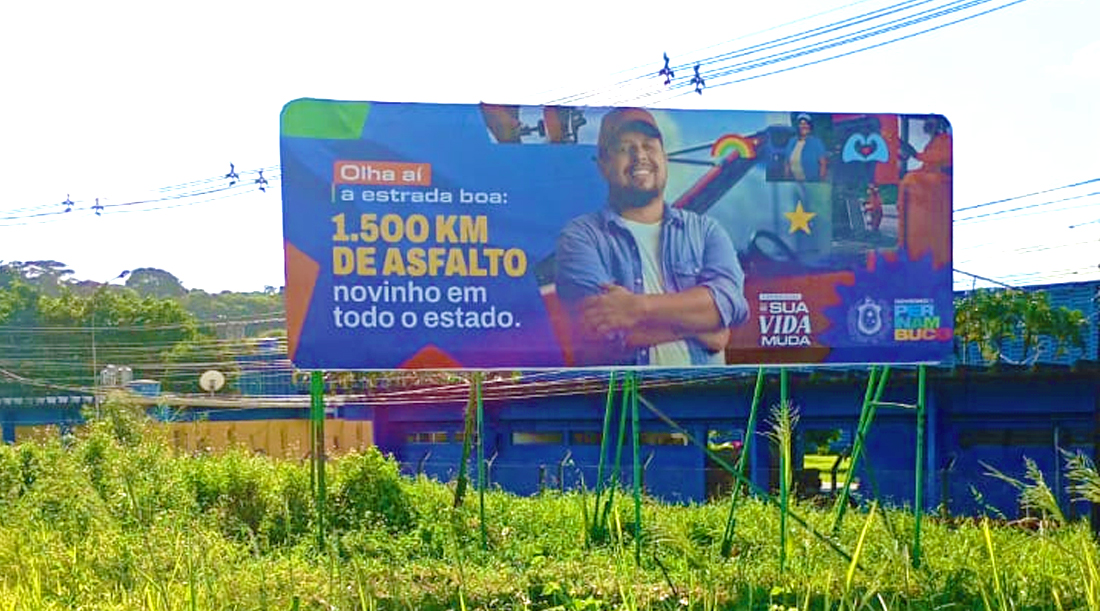 Olha aí
a estrada boa:
1.500 KM
DE ASFALTO
novinho em
todo o estado.
SUA
VIDA
MUDA
PER
NAM
BUCO